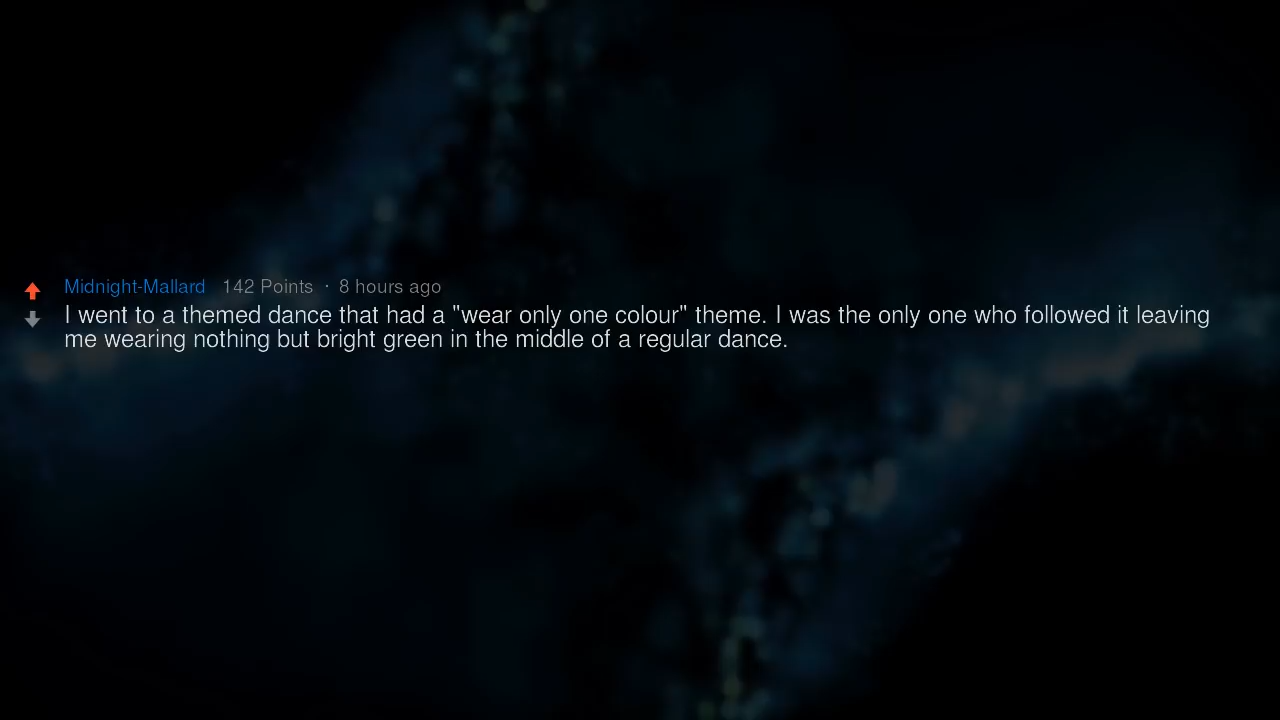 Midnight-Mallard 142 Points · 8 hours ago
I went to a themed dance that had a "wear only one colour" theme. I was the only one who followed it leaving
me wearing nothing but bright green in the middle of a regular dance.